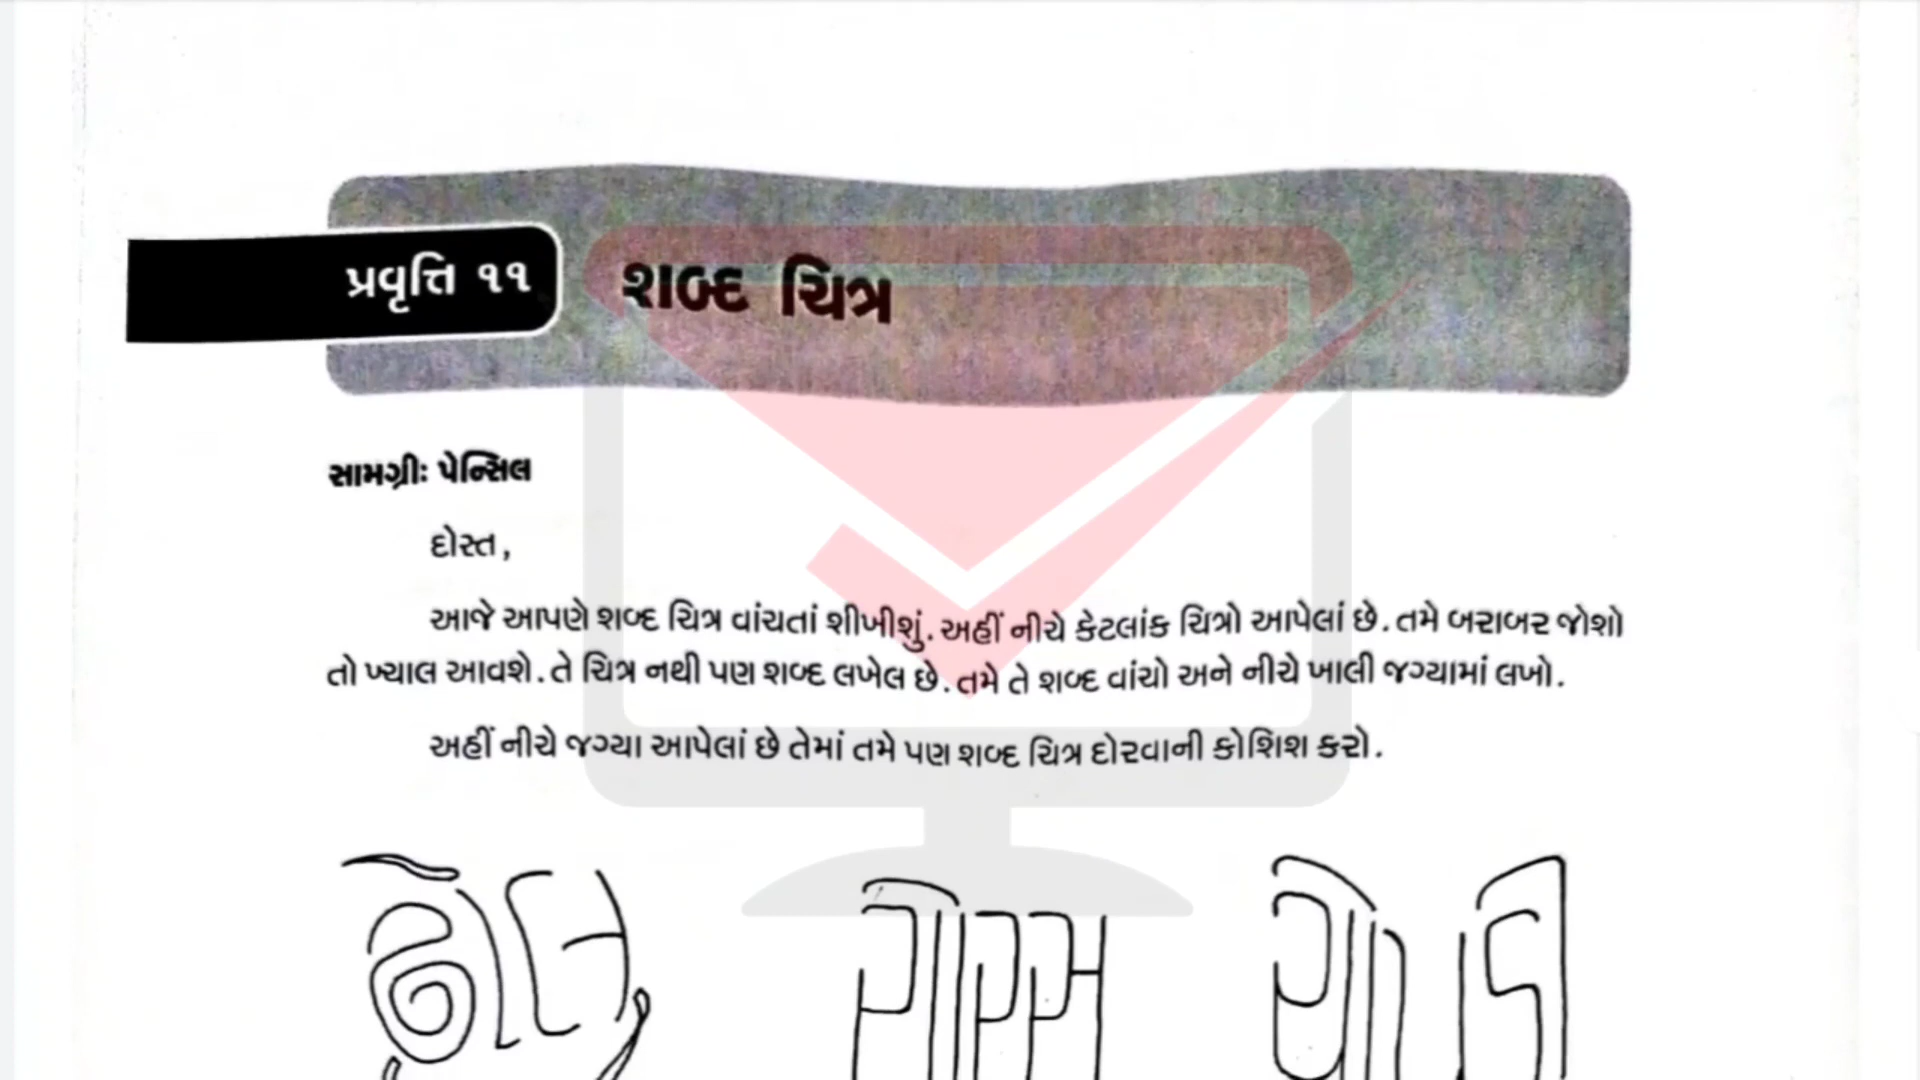 પ્રવૃત્તિ ૧૧
શબ્દ ચિત્ર
સામગ્રીઃ પેન્સિલ
દોસ્ત,
આજે આપણે શબ્દ ચિત્ર વાંચતાં શીખીશું. અહીં નીચે કેટલાંક ચિત્રો આપેલાં છે. તમે બરાબર જોશો
તો ખ્યાલ આવશે. તે ચિત્ર નથી પણ શબ્દ લખેલ છે. તમે તે શબ્દ વાંચો અને નીચે ખાલી જગ્યામાં લખો.
અહીં નીચે જગ્યા આપેલાં છે તેમાં તમે પણ શબ્દ ચિત્ર દોરવાની કોશિશ કરો.
ઢોલ ચોપડી